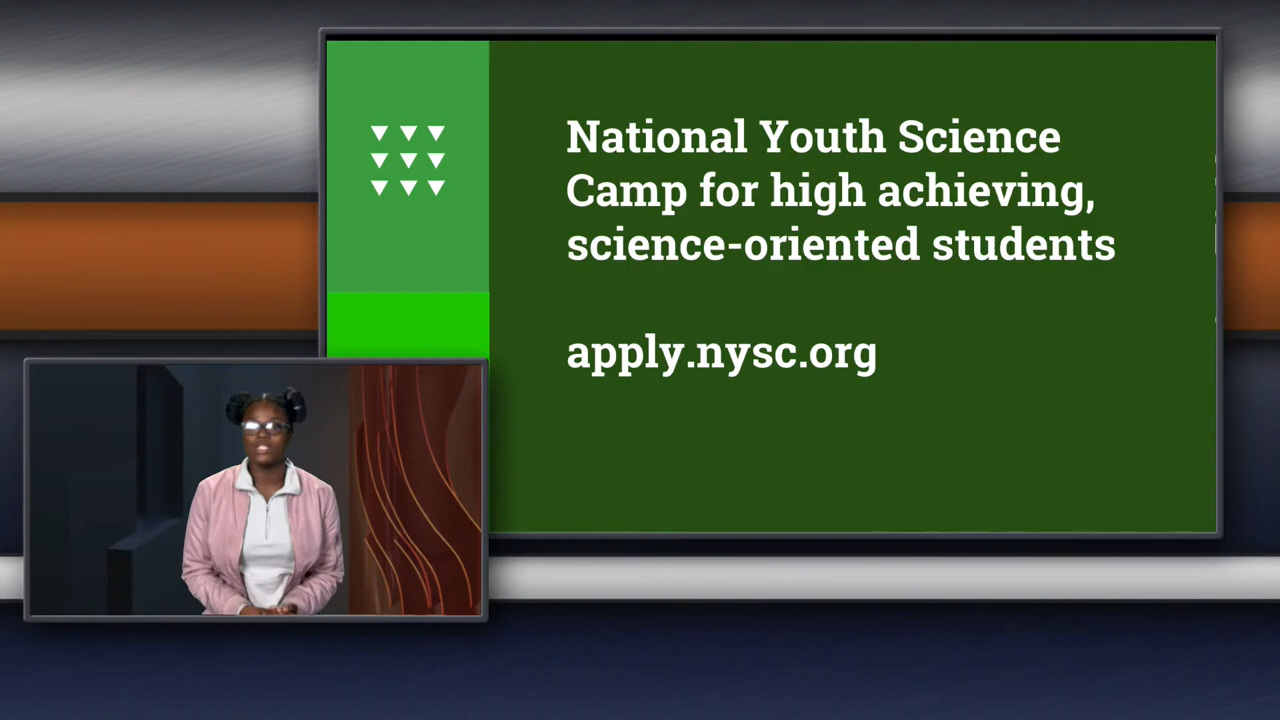 National Youth Science
Camp for high achieving,
science-oriented students
apply.nysc.org